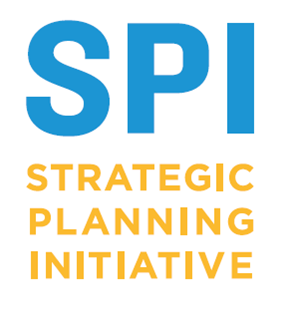 SPI
STRATEGIC
PLANNING
INITIATIVE